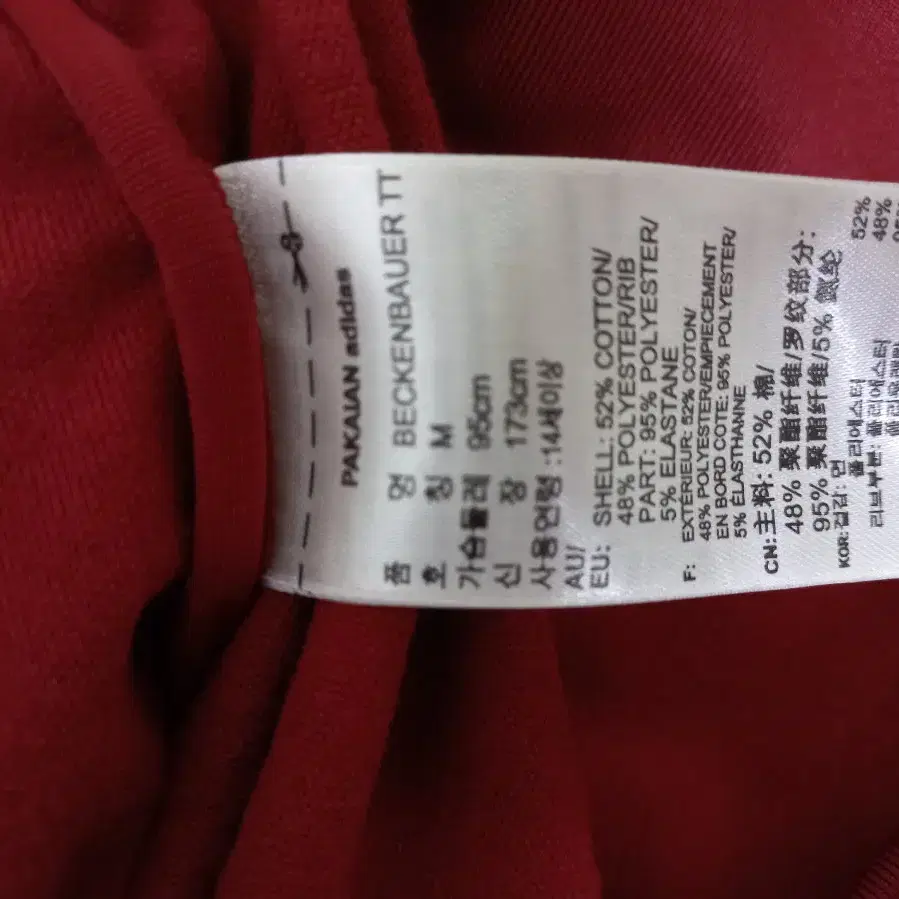 PAKAIAN adidas
품 명 BECKENBAUER TT
호 칭 M
가슴둘레 95cm
신 장 173cm
사용연령 :14세이상
AU/
EU: SHELL: 52% COTTON/
48% POLYESTER/RIB
PART: 95% POLYESTER/
5% ELASTANE
F: EXTÉRIEUR: 52% COTON/
48% POLYESTER/EMPIECEMENT
EN BORD COTE: 95% POLYESTER/
5% ÉLASTHANNE
CN: 主料: 52% 棉/
48% 聚酯纤维/罗纹部分:
95% 聚酯纤维/5% 氨纶
KOR: 겉감: 면 52%
폴리에스터 48%
리브부분: 폴리에스터